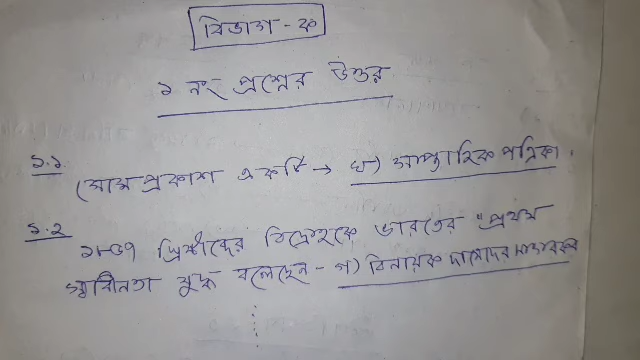 বিভাগ - ক
১ নং প্রশ্নের উত্তর
১.১ সোমপ্রকাশ একটি → খ) সাপ্তাহিক পত্রিকা.
১.২
১৮৫৭ খ্রিষ্টাব্দের বিদ্রোহকে ভারতের "প্রথম
স্বাধীনতা যুদ্ধ বলেছেন - গ) বিনায়ক দামোদর সাভারকর